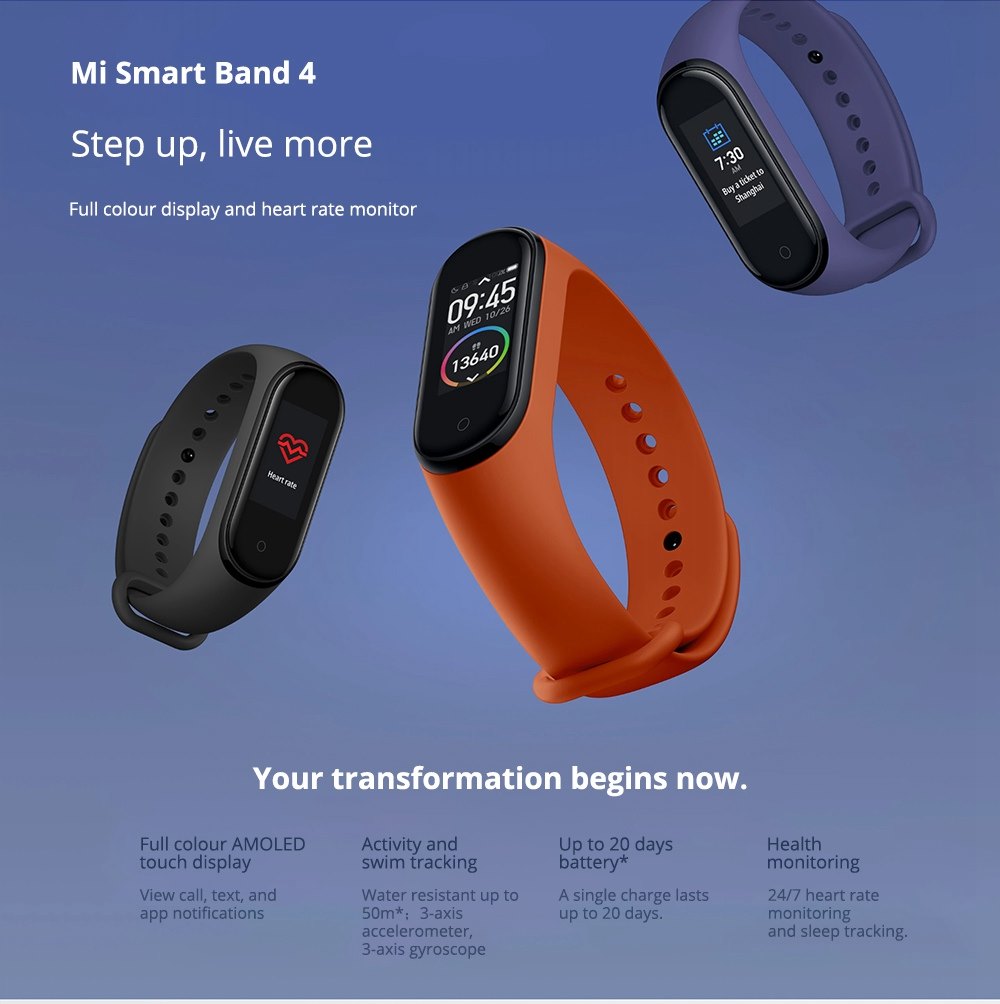 Mi Smart Band 4
Step up, live more
Full colour display and heart rate monitor
7:30
AM
Buy a ticket to
Shanghai
09:45
AM WED 10/26
13640
Heart rate
Your transformation begins now.
Full colour AMOLED
touch display
View call, text, and
app notifications
Activity and
swim tracking
Water resistant up to
50m*; 3-axis
accelerometer,
3-axis gyroscope
Up to 20 days
battery*
A single charge lasts
up to 20 days.
Health
monitoring
24/7 heart rate
monitoring
and sleep tracking.